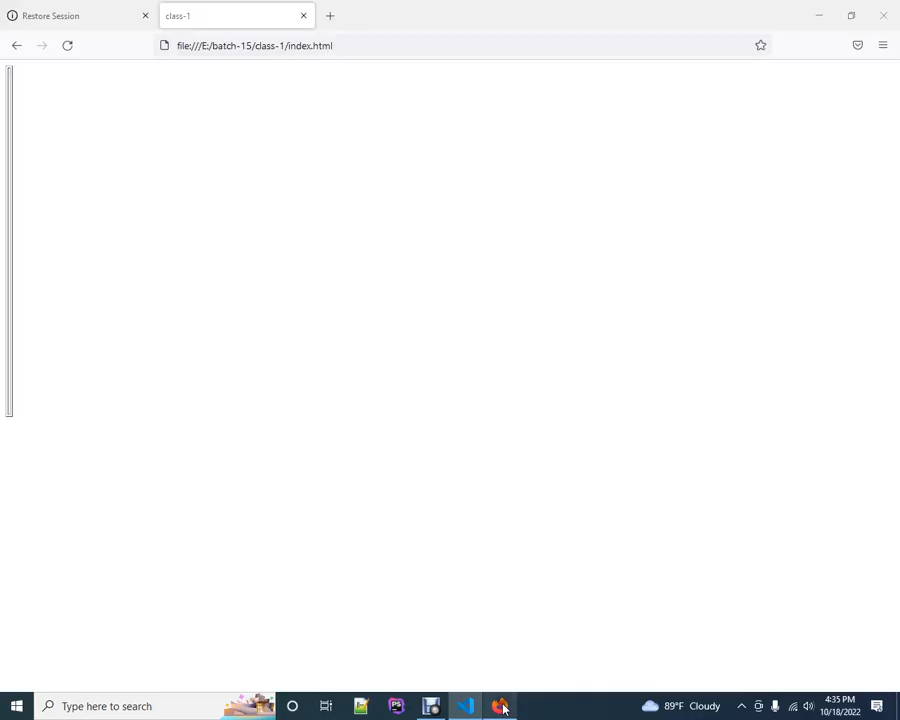 Restore Session
class-1
file:///E:/batch-15/class-1/index.html
Type here to search
PS
89°F Cloudy
4:35 PM
10/18/2022